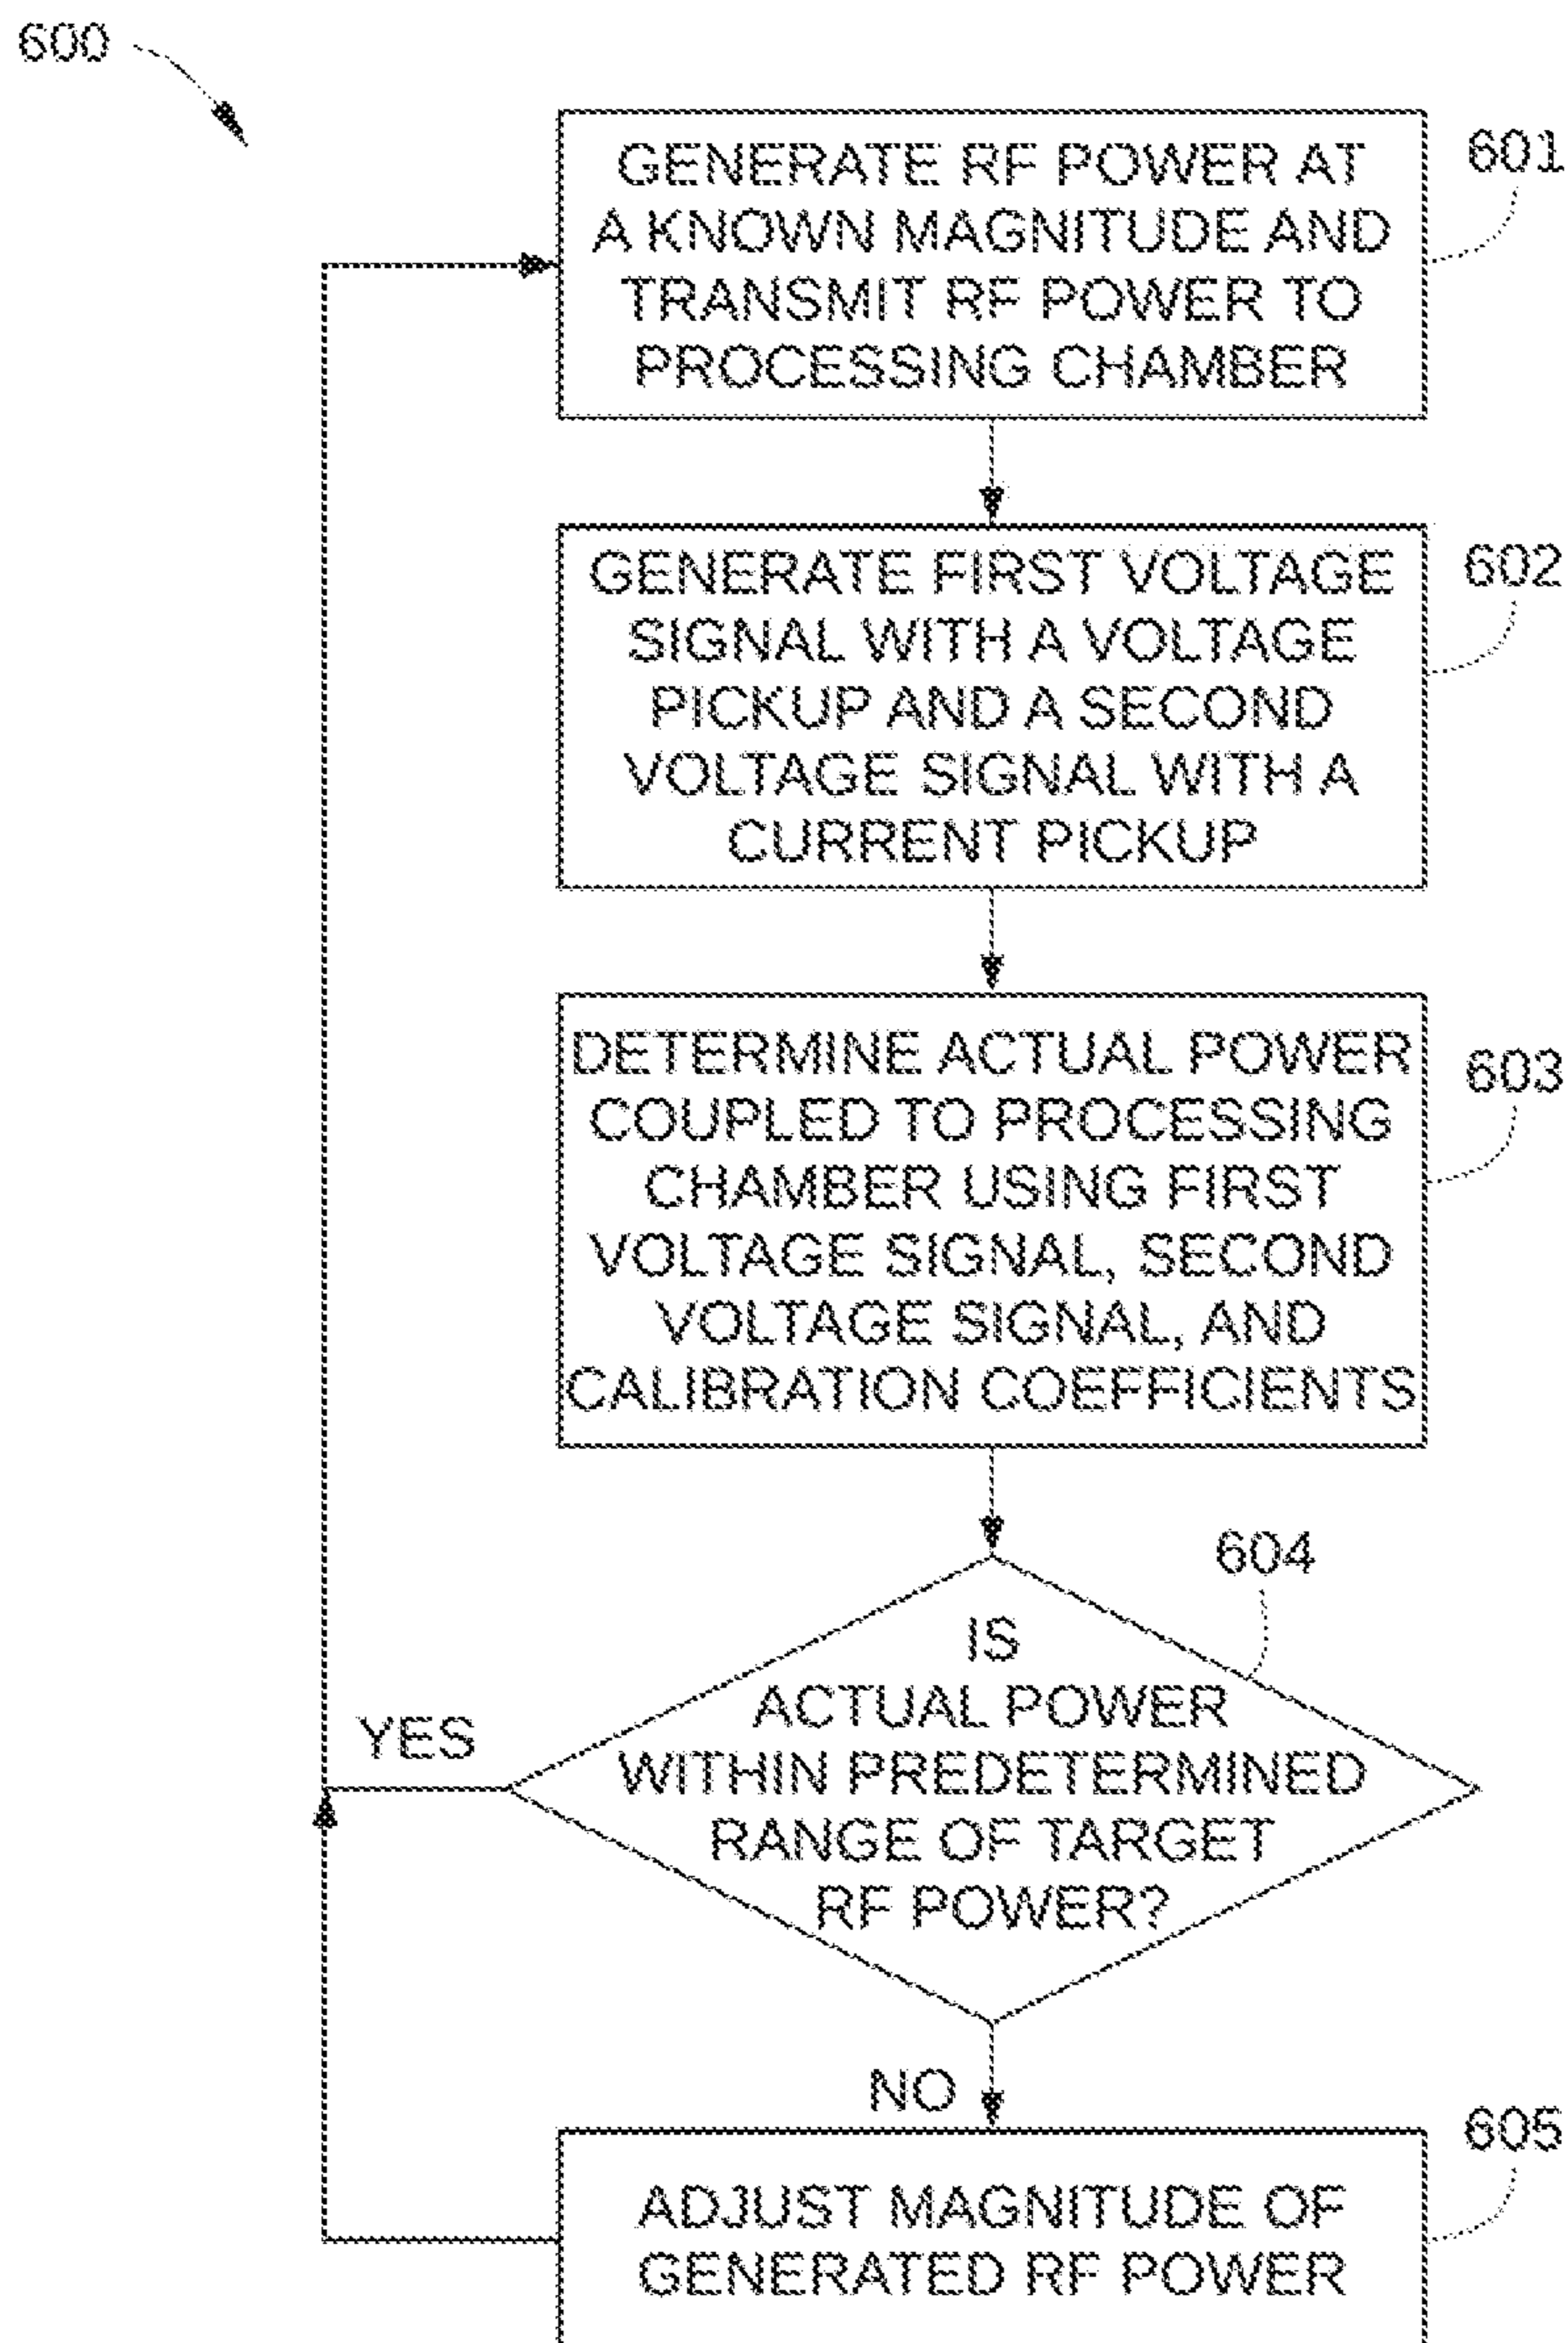 600
GENERATE RF POWER AT
A KNOWN MAGNITUDE AND
TRANSMIT RF POWER TO
PROCESSING CHAMBER
601
GENERATE FIRST VOLTAGE
SIGNAL WITH A VOLTAGE
PICKUP AND A SECOND
VOLTAGE SIGNAL WITH A
CURRENT PICKUP
602
DETERMINE ACTUAL POWER
COUPLED TO PROCESSING
CHAMBER USING FIRST
VOLTAGE SIGNAL, SECOND
VOLTAGE SIGNAL, AND
CALIBRATION COEFFICIENTS
603
604
IS
ACTUAL POWER
WITHIN PREDETERMINED
RANGE OF TARGET
RF POWER?
YES
NO
605
ADJUST MAGNITUDE OF
GENERATED RF POWER